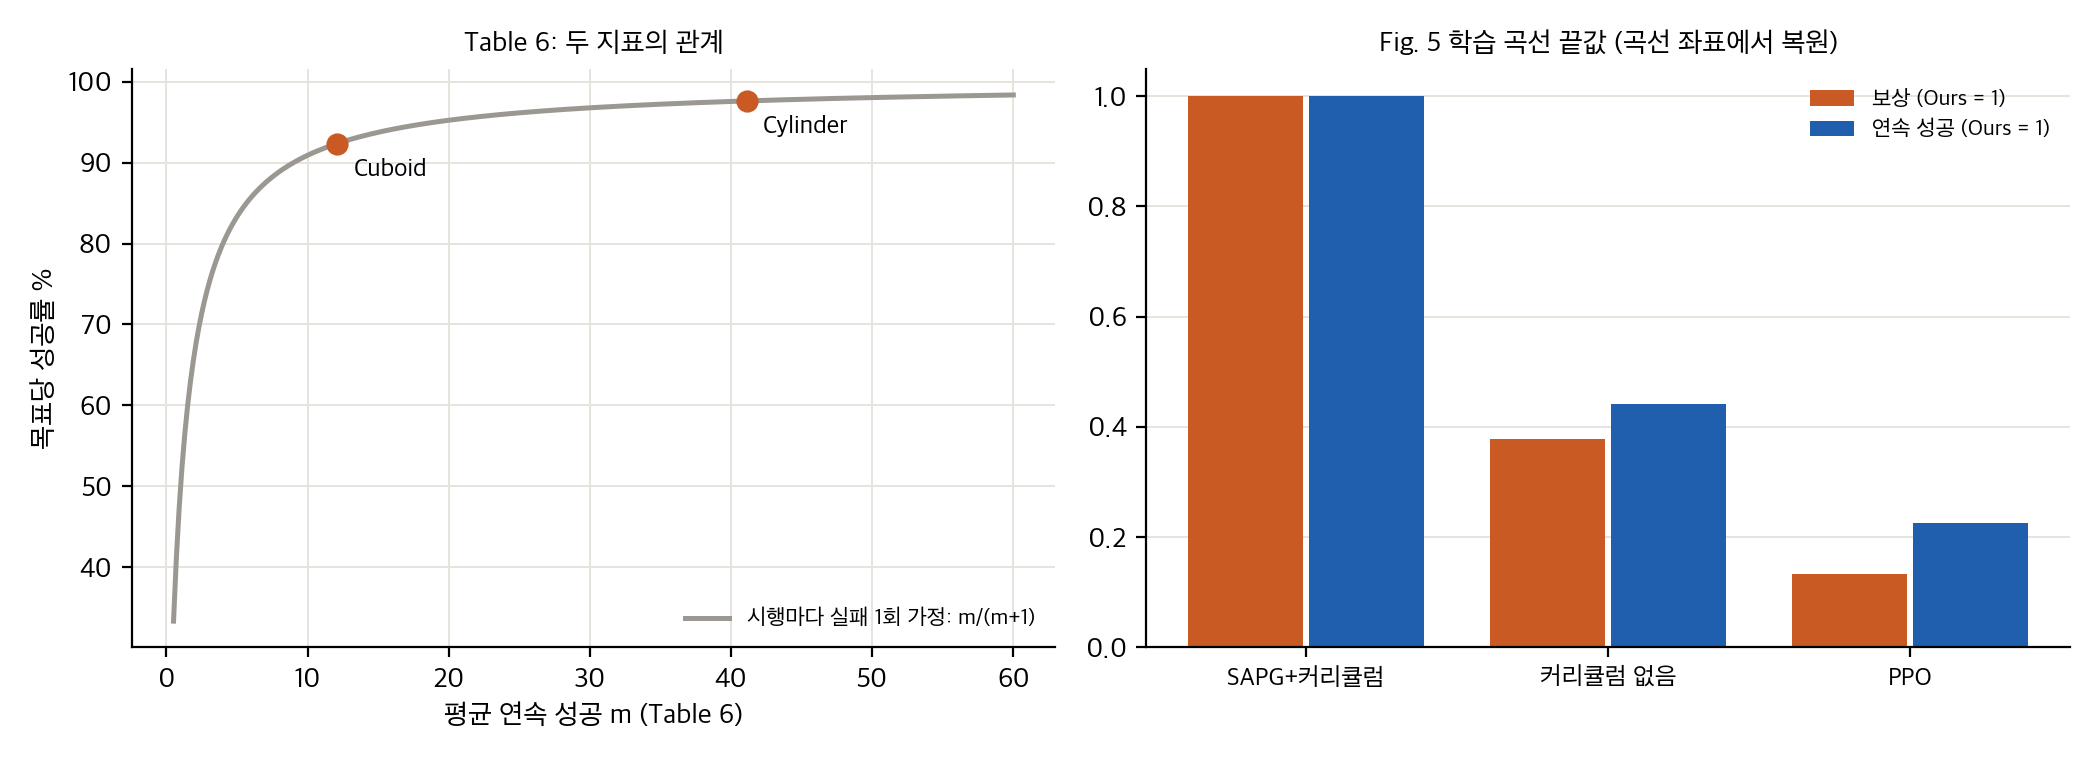 Table 6: 두 지표의 관계
100
90
80
70
60
50
40
목표당 성공률 %
Cuboid
Cylinder
시행마다 실패 1회 가정: m/(m+1)
0 10 20 30 40 50 60
평균 연속 성공 m (Table 6)
Fig. 5 학습 곡선 끝값 (곡선 좌표에서 복원)
1.0
0.8
0.6
0.4
0.2
0.0
보상 (Ours = 1)
연속 성공 (Ours = 1)
SAPG+커리큘럼 커리큘럼 없음 PPO